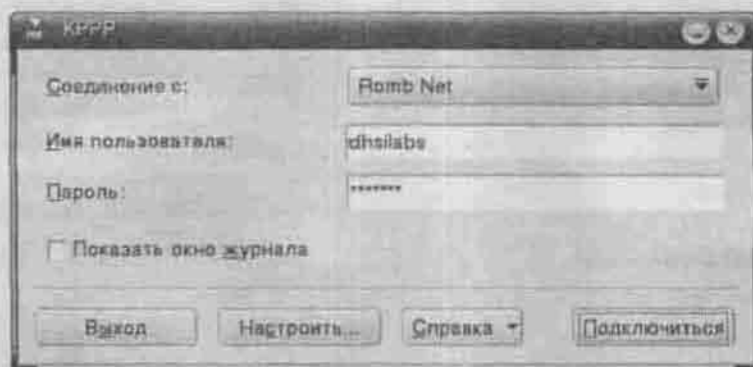 KPPP
Соединение с: Romb Net
Имя пользователя: dhsilabs
Пароль: *******
Показать окно журнала
Выход Настроить... Справка Подключиться